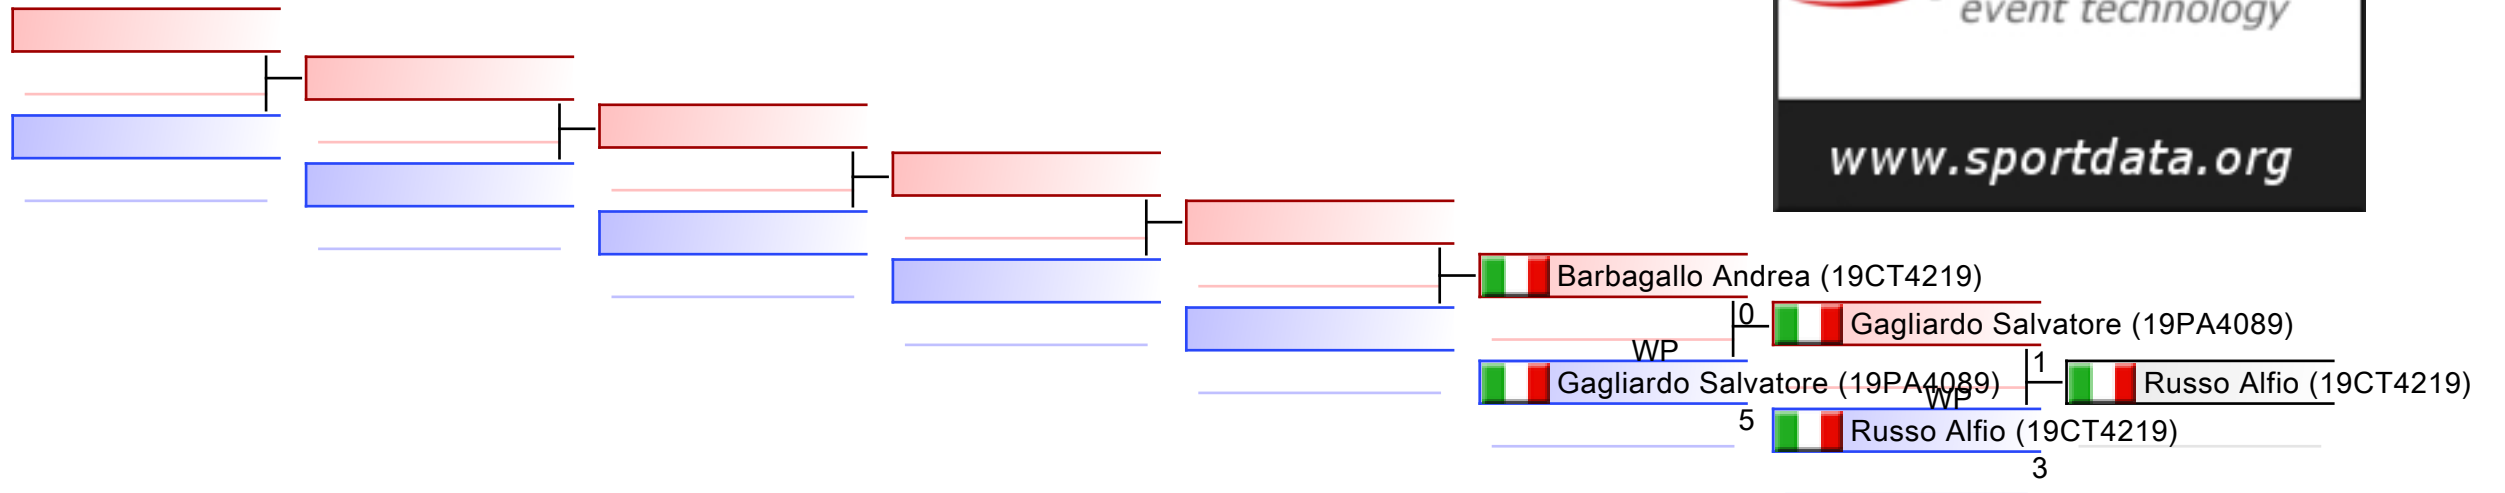 event technology
www.sportdata.org
Barbagallo Andrea (19CT4219)
0
Gagliardo Salvatore (19PA4089)
WP
1
Gagliardo Salvatore (19PA4089)
Russo Alfio (19CT4219)
WP
5
Russo Alfio (19CT4219)
3